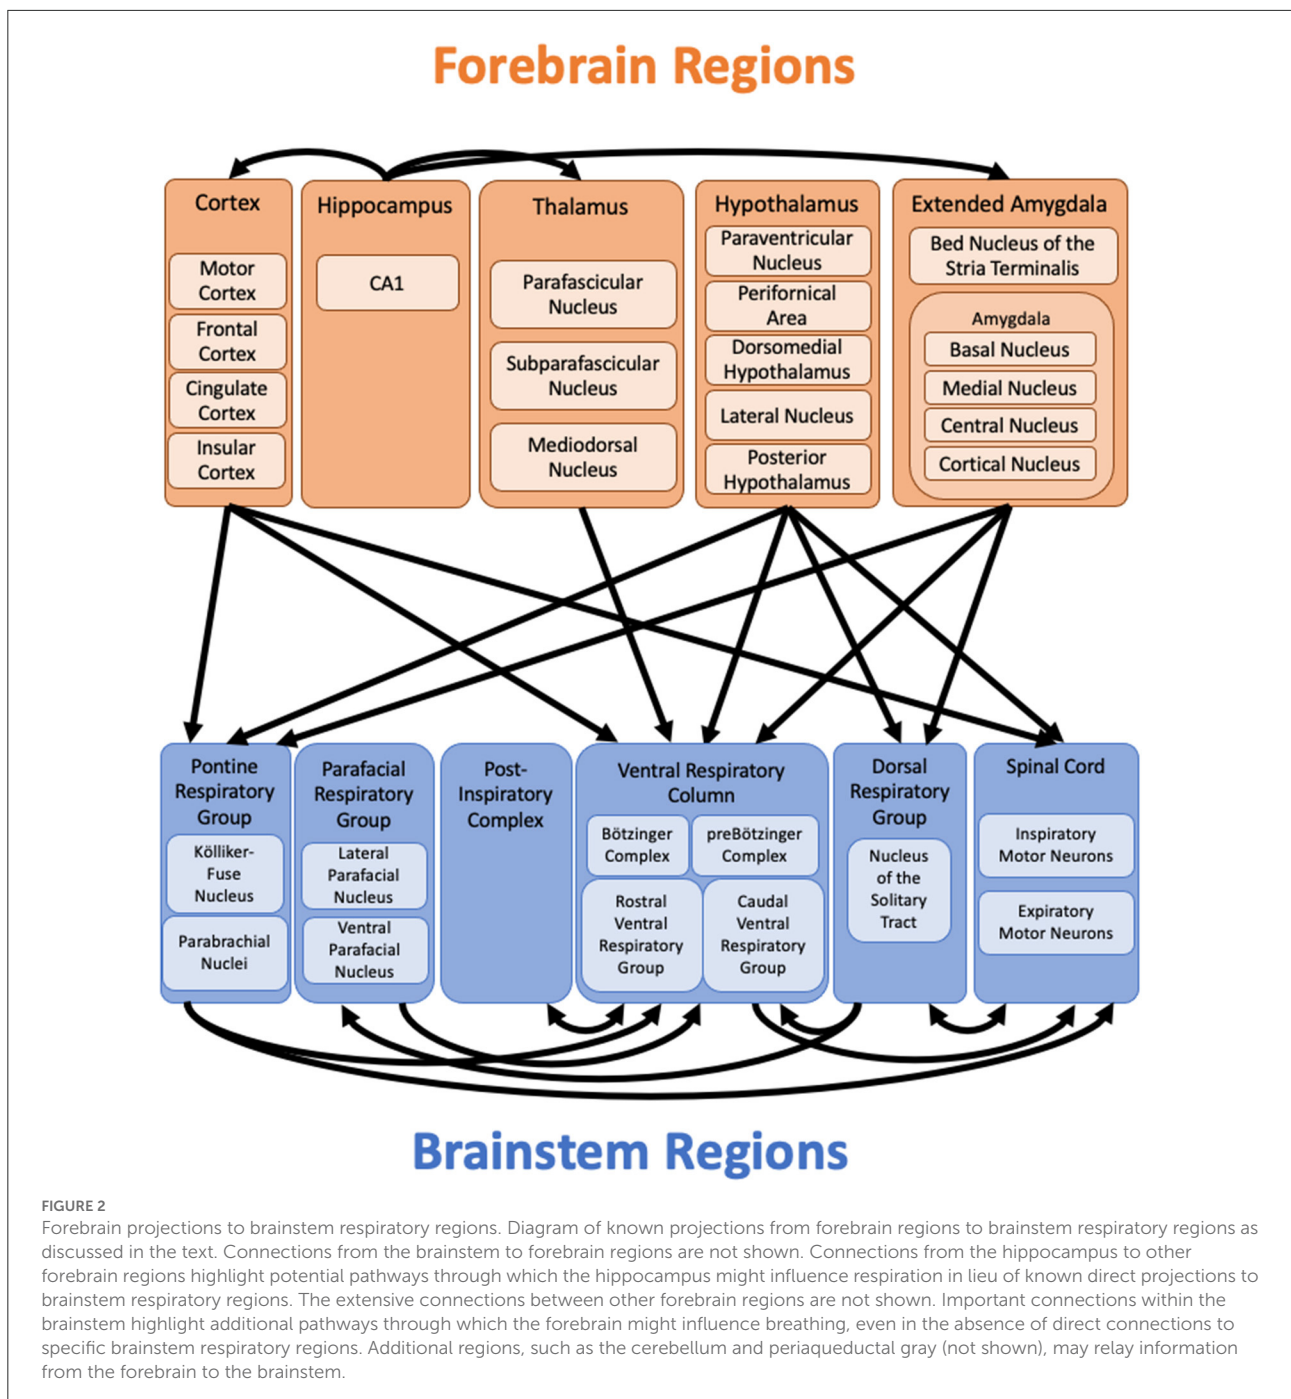 Forebrain Regions
Cortex
Motor
Cortex
Frontal
Cortex
Cingulate
Cortex
Insular
Cortex
Hippocampus
CA1
Thalamus
Parafascicular
Nucleus
Subparafascicular
Nucleus
Mediodorsal
Nucleus
Hypothalamus
Paraventricular
Nucleus
Perifornical
Area
Dorsomedial
Hypothalamus
Lateral Nucleus
Posterior
Hypothalamus
Extended Amygdala
Bed Nucleus of the
Stria Terminalis
Amygdala
Basal Nucleus
Medial Nucleus
Central Nucleus
Cortical Nucleus
Pontine
Respiratory
Group
Kölliker-
Fuse
Nucleus
Parabrachial
Nuclei
Parafacial
Respiratory
Group
Lateral
Parafacial
Nucleus
Ventral
Parafacial
Nucleus
Post-
Inspiratory
Complex
Ventral Respiratory
Column
Bötzinger
Complex
preBötzinger
Complex
Rostral
Ventral
Respiratory
Group
Caudal
Ventral
Respiratory
Group
Dorsal
Respiratory
Group
Nucleus
of the
Solitary
Tract
Spinal Cord
Inspiratory
Motor Neurons
Expiratory
Motor Neurons
Brainstem Regions
FIGURE 2
Forebrain projections to brainstem respiratory regions. Diagram of known projections from forebrain regions to brainstem respiratory regions as
discussed in the text. Connections from the brainstem to forebrain regions are not shown. Connections from the hippocampus to other
forebrain regions highlight potential pathways through which the hippocampus might influence respiration in lieu of known direct projections to
brainstem respiratory regions. The extensive connections between other forebrain regions are not shown. Important connections within the
brainstem highlight additional pathways through which the forebrain might influence breathing, even in the absence of direct connections to
specific brainstem respiratory regions. Additional regions, such as the cerebellum and periaqueductal gray (not shown), may relay information
from the forebrain to the brainstem.